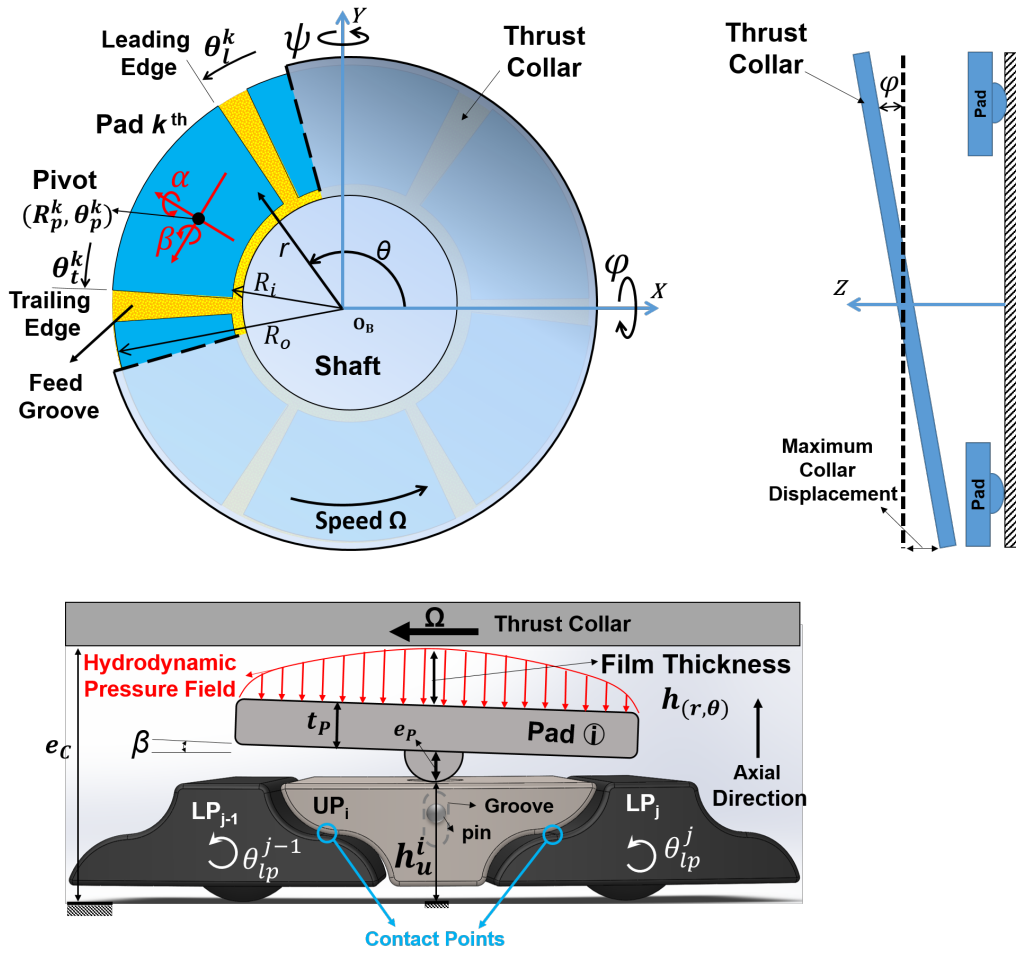 Y
ψ
Leading
Edge
θ_l^k
Thrust
Collar
Pad k th
Pivot
(R_p^k, θ_p^k)
α
β
θ_t^k
Trailing
Edge
Feed
Groove
r
θ
R_i
R_o
O_B
X
φ
Shaft
Speed Ω
Thrust
Collar
φ
Pad
Z
Maximum
Collar
Displacement
Pad
Ω
Thrust Collar
Hydrodynamic
Pressure Field
Film Thickness
h_(r,θ)
t_P
e_P
Pad ⓘ
e_C
β
Axial
Direction
LP_j-1
UP_i
Groove
pin
LP_j
θ_lp^j-1
h_u^i
θ_lp^j
Contact Points